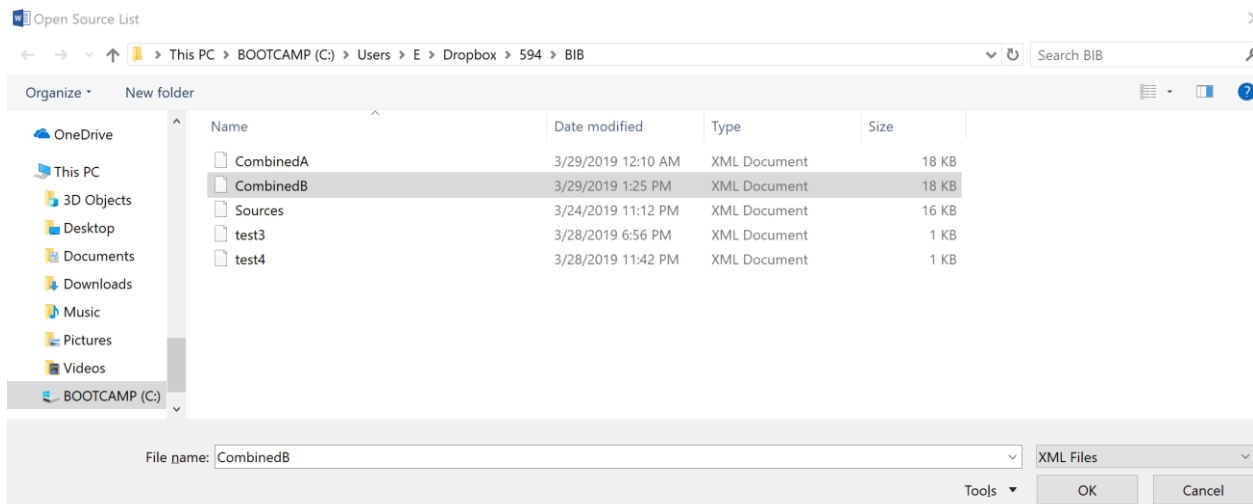 Open Source List
This PC > BOOTCAMP (C:) > Users > E > Dropbox > 594 > BIB
Search BIB
Organize
New folder
OneDrive
This PC
3D Objects
Desktop
Documents
Downloads
Music
Pictures
Videos
BOOTCAMP (C:)
Name Date modified Type Size
CombinedA 3/29/2019 12:10 AM XML Document 18 KB
CombinedB 3/29/2019 1:25 PM XML Document 18 KB
Sources 3/24/2019 11:12 PM XML Document 16 KB
test3 3/28/2019 6:56 PM XML Document 1 KB
test4 3/28/2019 11:42 PM XML Document 1 KB
File name: CombinedB
XML Files
Tools
OK
Cancel